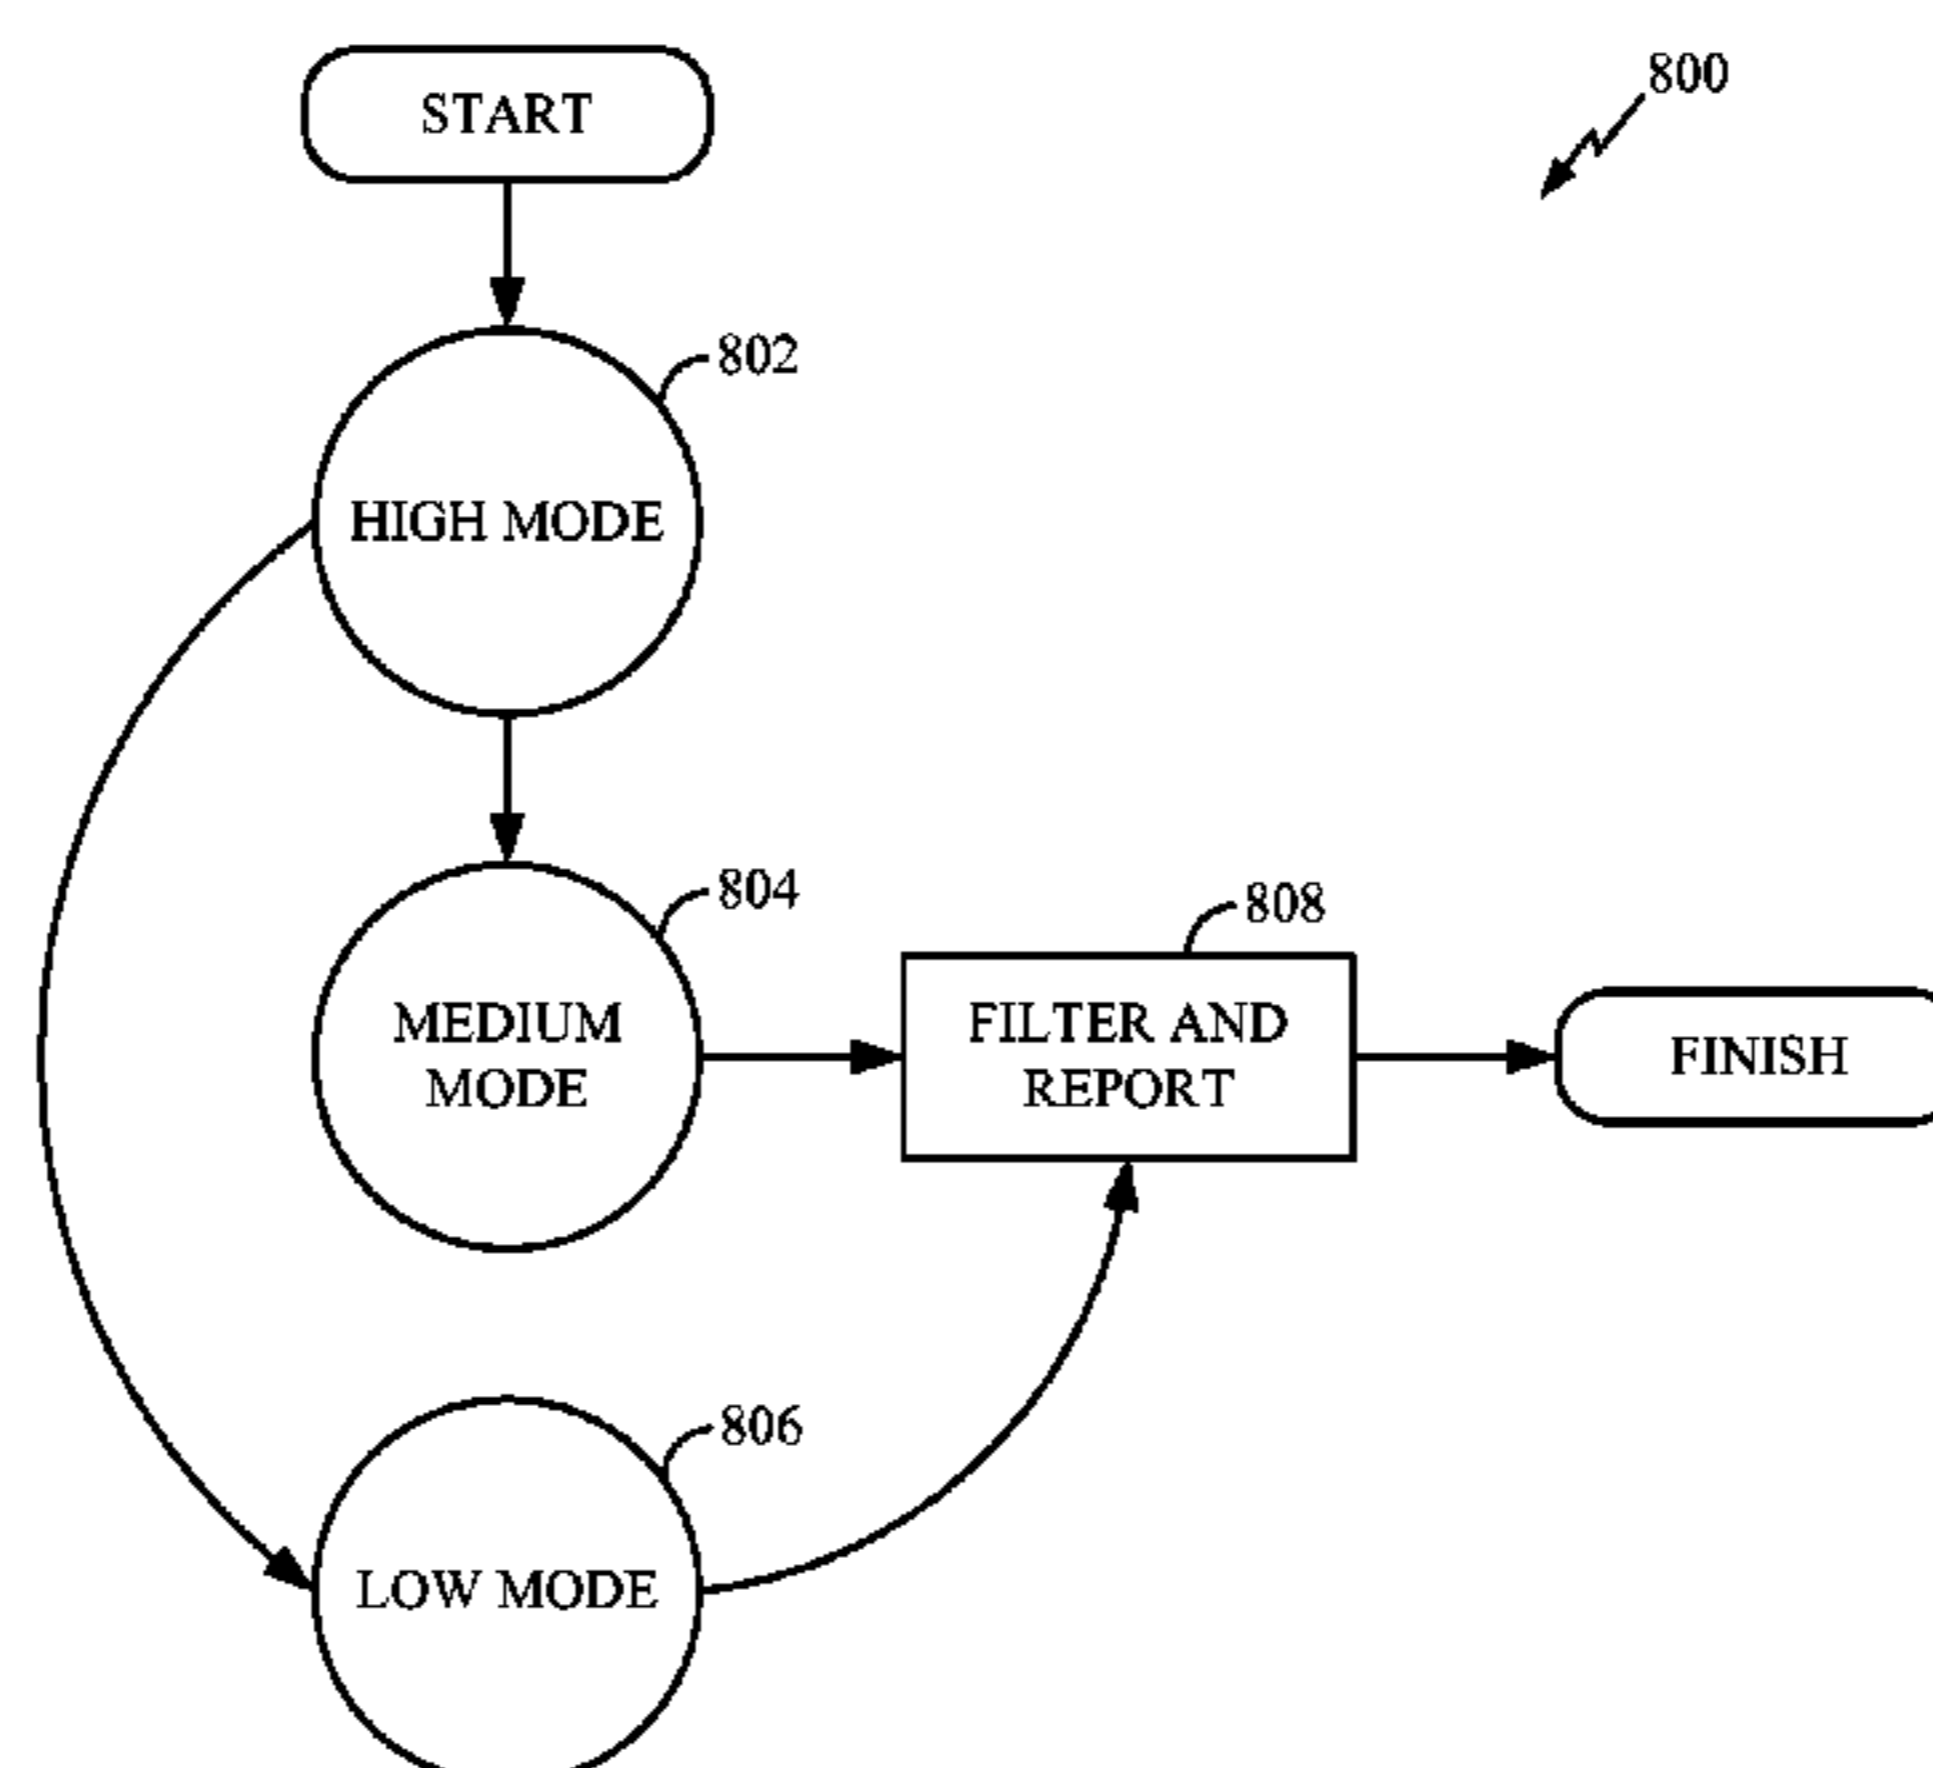 START
800
802
HIGH MODE
804
MEDIUM
MODE
808
FILTER AND
REPORT
FINISH
806
LOW MODE